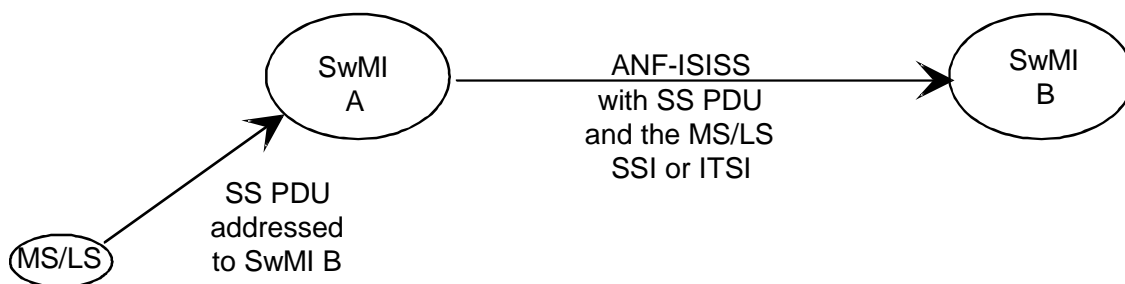 SwMI
A
ANF-ISISS
with SS PDU
and the MS/LS
SSI or ITSI
SwMI
B
SS PDU
addressed
to SwMI B
MS/LS